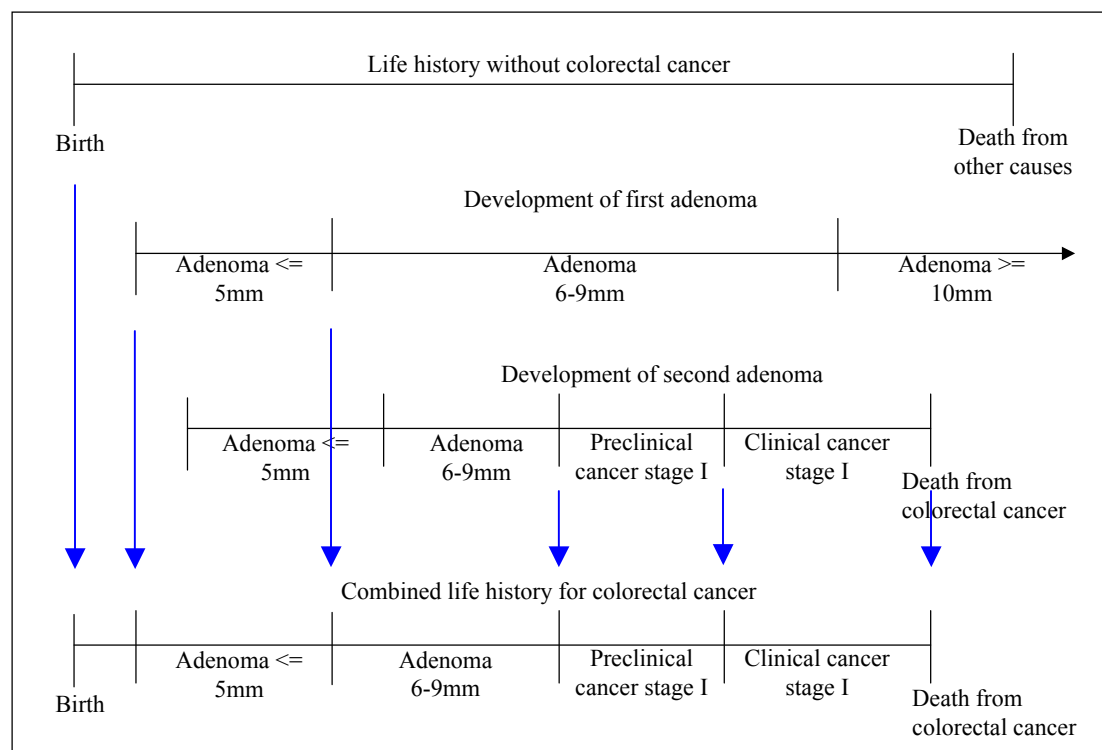 Life history without colorectal cancer
Birth
Death from
other causes
Development of first adenoma
Adenoma <=
5mm
Adenoma
6-9mm
Adenoma >=
10mm
Development of second adenoma
Adenoma <=
5mm
Adenoma
6-9mm
Preclinical
cancer stage I
Clinical cancer
stage I
Death from
colorectal cancer
Combined life history for colorectal cancer
Birth
Adenoma <=
5mm
Adenoma
6-9mm
Preclinical
cancer stage I
Clinical cancer
stage I
Death from
colorectal cancer